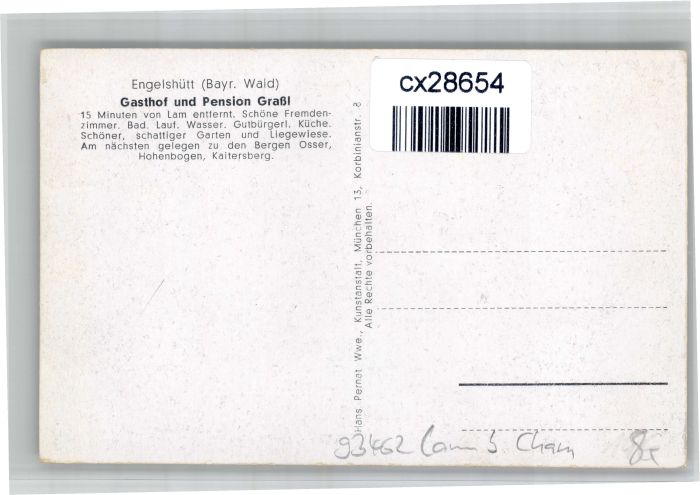 Engelshütt (Bayr. Wald)
Gasthof und Pension Graßl
15 Minuten von Lam entfernt. Schöne Fremden-
zimmer. Bad. Lauf. Wasser. Gutbürgerl. Küche.
Schöner, schattiger Garten und Liegewiese.
Am nächsten gelegen zu den Bergen Osser,
Hohenbogen, Kaitersberg.
cx28654
Hans Pernat Wwe., Kunstanstalt, München 13, Korbinianstr. 8
Alle Rechte vorbehalten.
93462 Lam b Cham